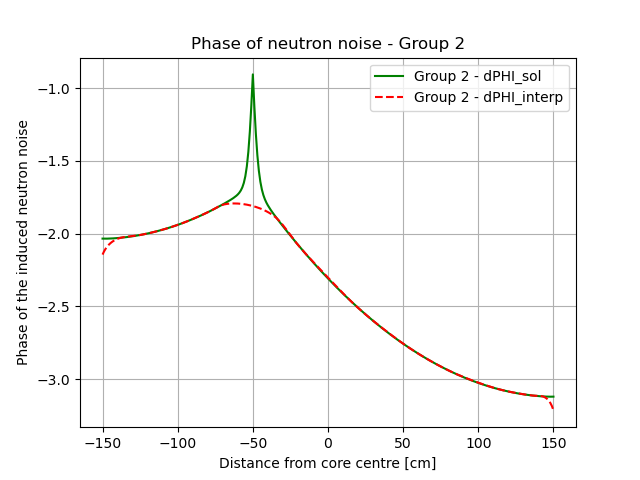 Phase of neutron noise - Group 2
Group 2 - dPHI_sol
Group 2 - dPHI_interp
Phase of the induced neutron noise
−1.0
−1.5
−2.0
−2.5
−3.0
−150
−100
−50
0
50
100
150
Distance from core centre [cm]